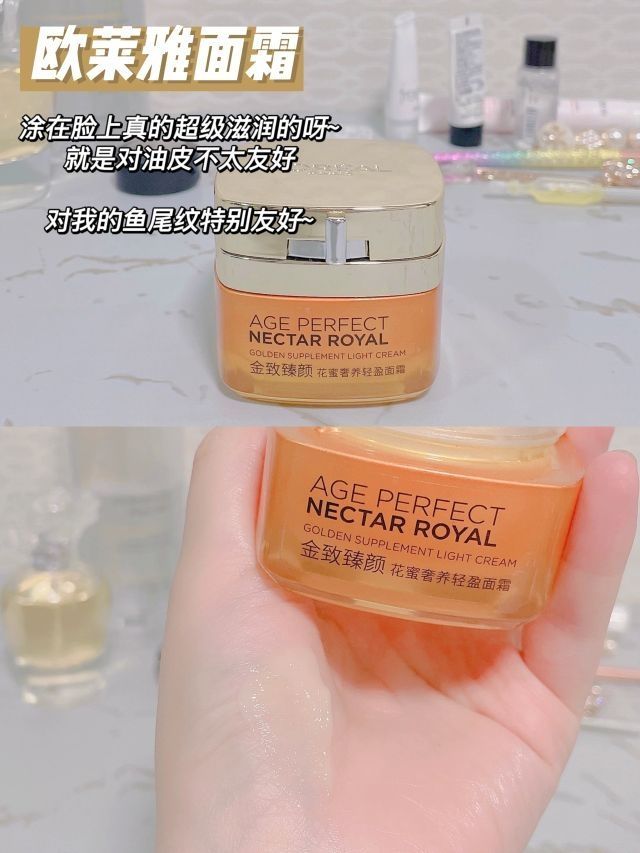 欧莱雅面霜
涂在脸上真的超级滋润的呀~
就是对油皮不太友好
对我的鱼尾纹特别友好~
AGE PERFECT
NECTAR ROYAL
GOLDEN SUPPLEMENT LIGHT CREAM
金致臻颜 花蜜奢养轻盈面霜
AGE PERFECT
NECTAR ROYAL
GOLDEN SUPPLEMENT LIGHT CREAM
金致臻颜 花蜜奢养轻盈面霜